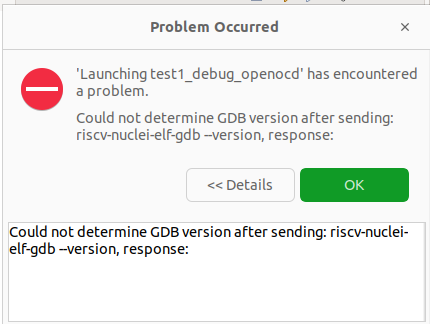 Problem Occurred
'Launching test1_debug_openocd' has encountered
a problem.
Could not determine GDB version after sending:
riscv-nuclei-elf-gdb --version, response:
<< Details
OK
Could not determine GDB version after sending: riscv-nuclei-
elf-gdb --version, response: